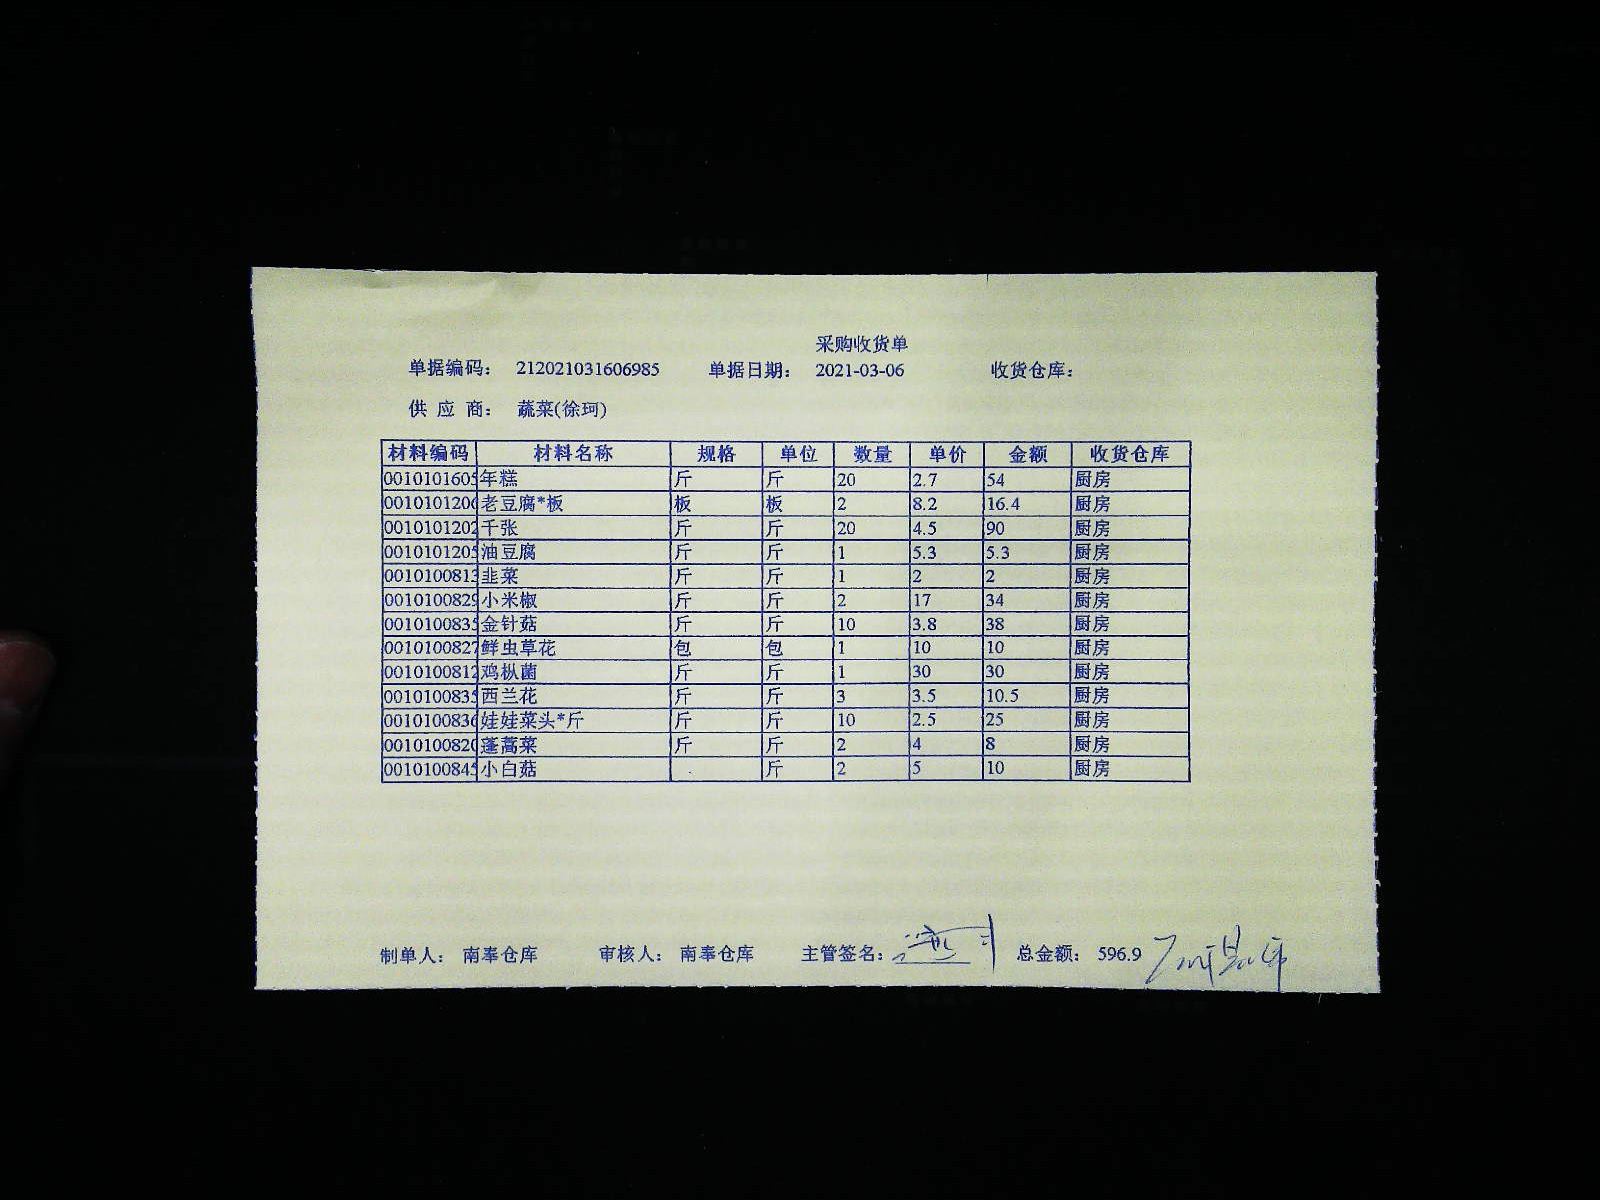 采购收货单
单据编码： 212021031606985 单据日期： 2021-03-06 收货仓库：
供 应 商： 蔬菜(徐珂)
材料编码 材料名称 规格 单位 数量 单价 金额 收货仓库
0010101605 年糕 斤 斤 20 2.7 54 厨房
001010120 老豆腐*板 板 板 2 8.2 16.4 厨房
0010101202 千张 斤 斤 20 4.5 90 厨房
0010101205 油豆腐 斤 斤 1 5.3 5.3 厨房
0010100813 韭菜 斤 斤 1 2 2 厨房
0010100829 小米椒 斤 斤 2 17 34 厨房
0010100835 金针菇 斤 斤 10 3.8 38 厨房
0010100827 鲜虫草花 包 包 1 10 10 厨房
0010100812 鸡枞菌 斤 斤 1 30 30 厨房
0010100835 西兰花 斤 斤 3 3.5 10.5 厨房
001010083 娃娃菜头*斤 斤 斤 10 2.5 25 厨房
001010082 蓬蒿菜 斤 斤 2 4 8 厨房
0010100845 小白菇 斤 2 5 10 厨房
制单人： 南奉仓库 审核人： 南奉仓库 主管签名： 总金额： 596.9